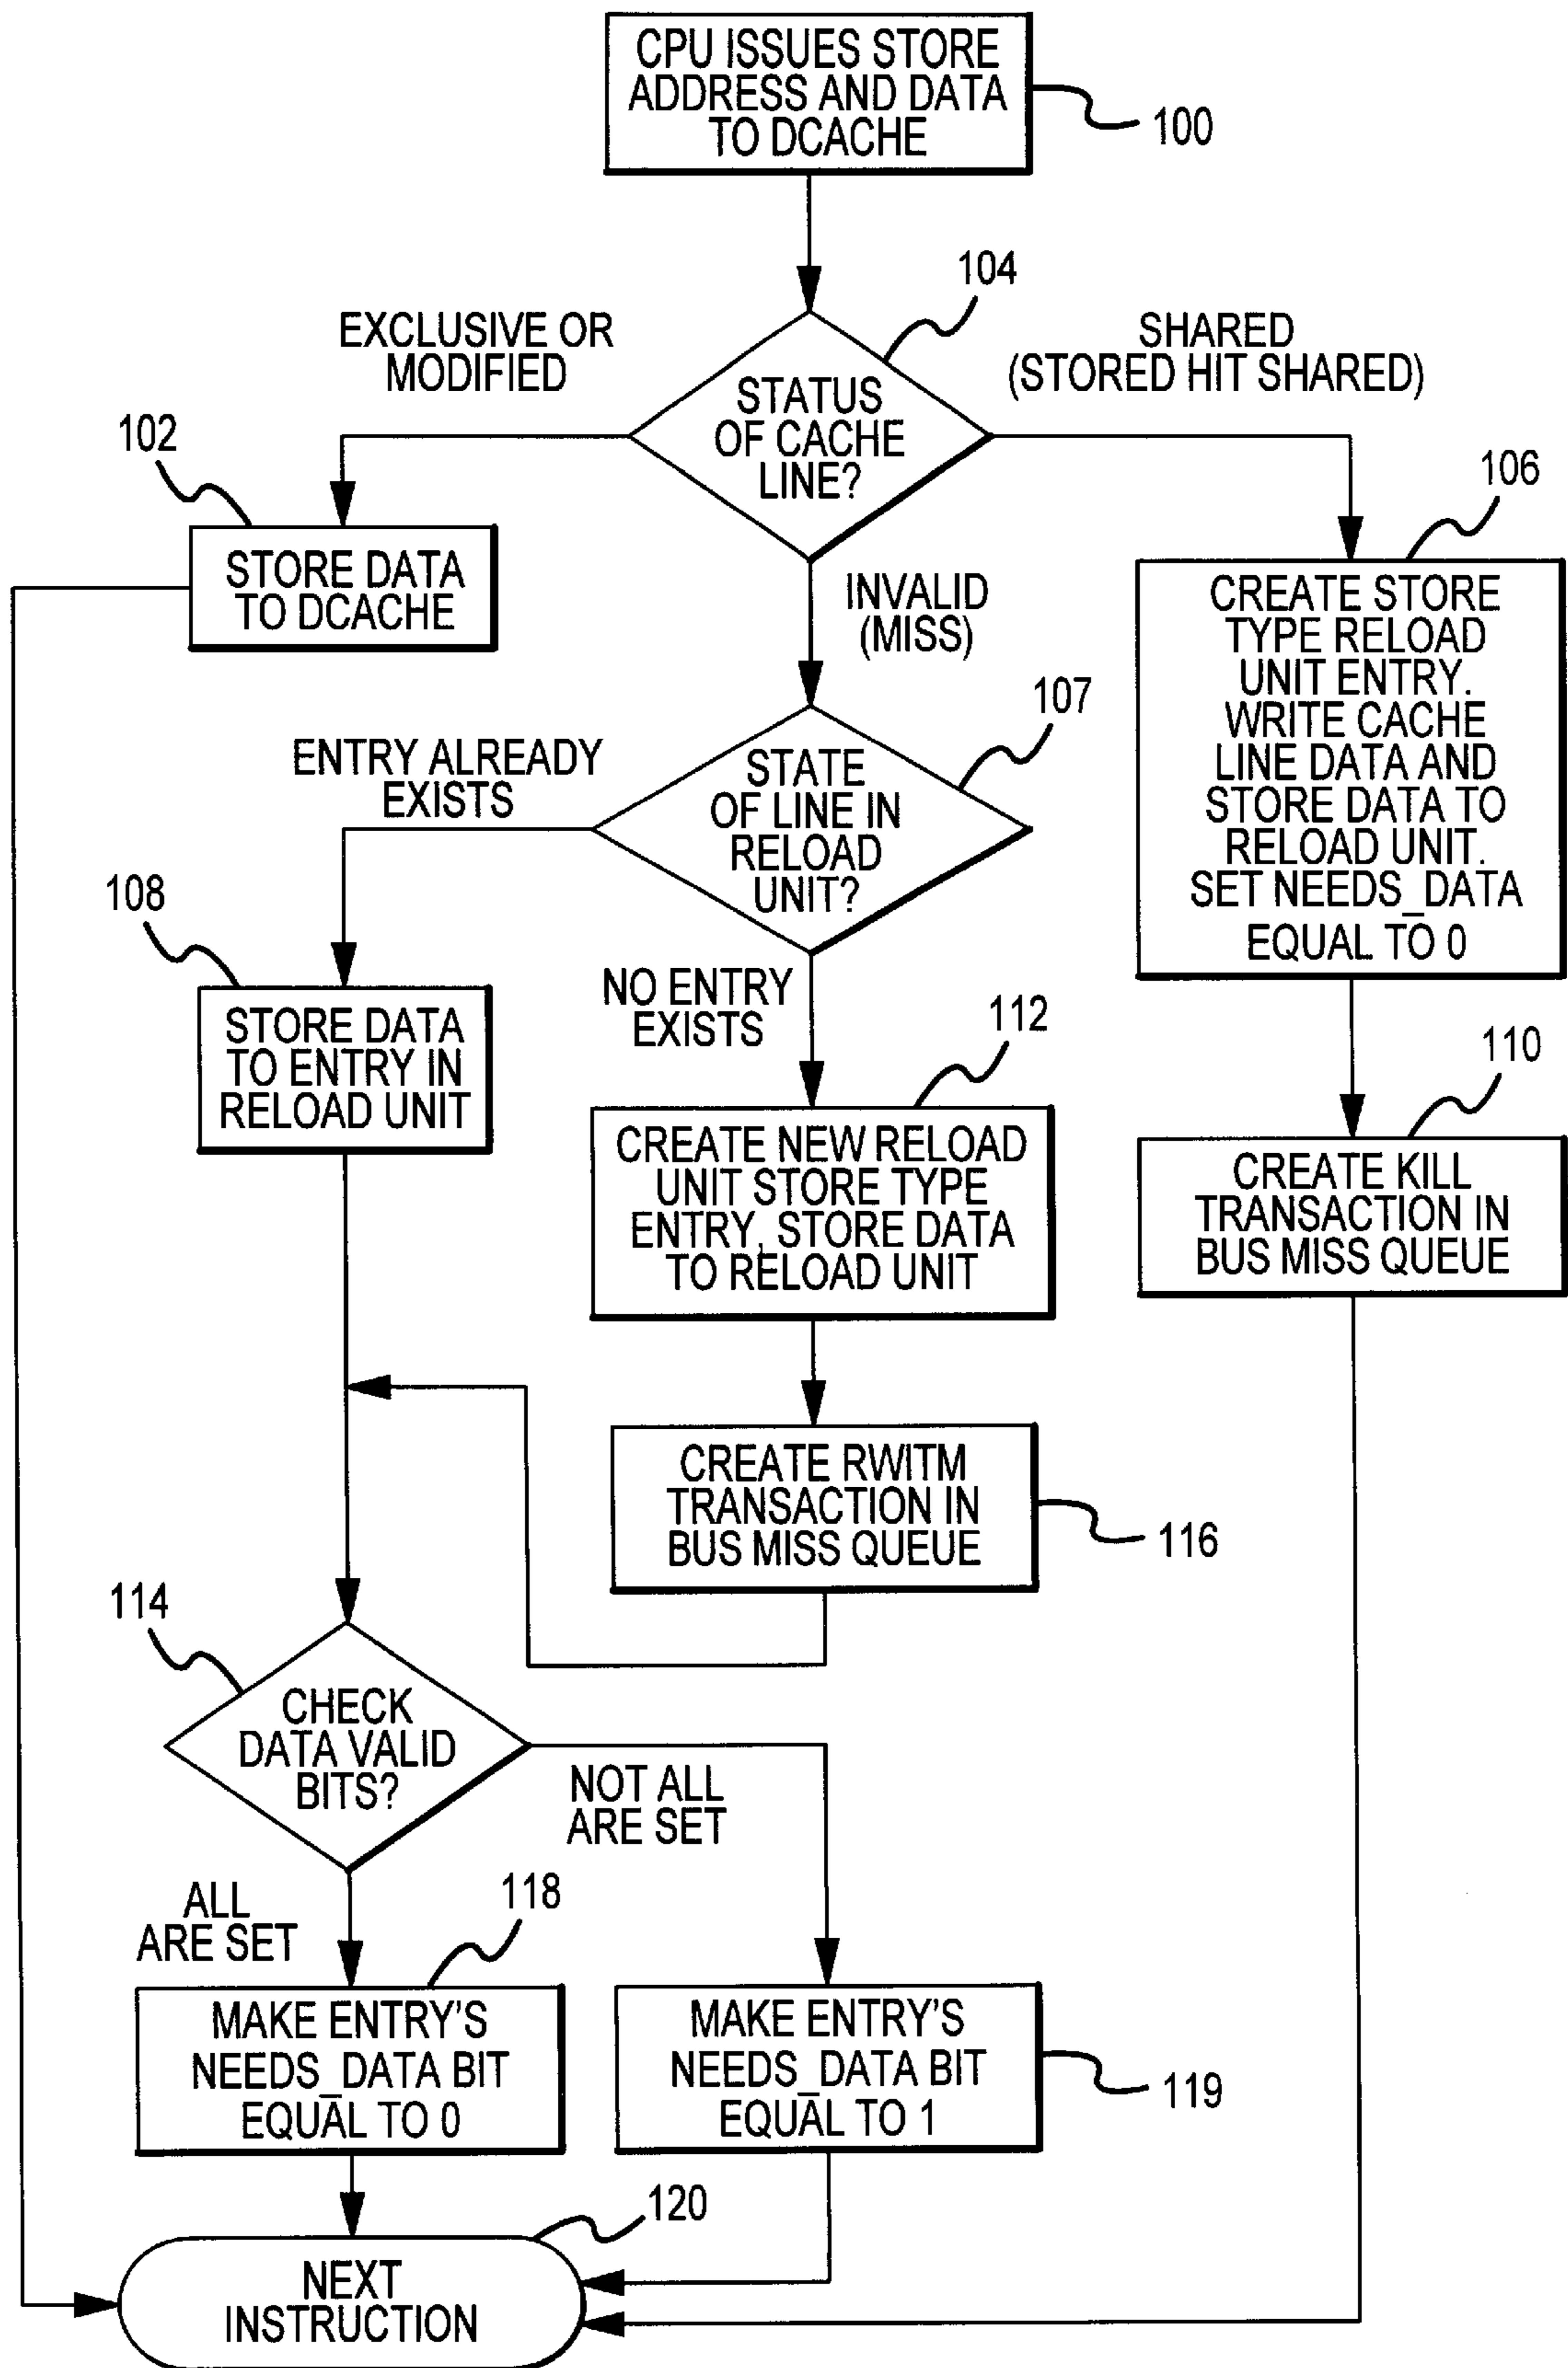 CPU ISSUES STORE
ADDRESS AND DATA
TO DCACHE
100
104
EXCLUSIVE OR
MODIFIED
SHARED
(STORED HIT SHARED)
STATUS
OF CACHE
LINE?
102
106
STORE DATA
TO DCACHE
INVALID
(MISS)
CREATE STORE
TYPE RELOAD
UNIT ENTRY.
WRITE CACHE
LINE DATA AND
STORE DATA TO
RELOAD UNIT.
SET NEEDS_DATA
EQUAL TO 0
107
ENTRY ALREADY
EXISTS
STATE
OF LINE IN
RELOAD
UNIT?
108
NO ENTRY
EXISTS
STORE DATA
TO ENTRY IN
RELOAD UNIT
112
110
CREATE NEW RELOAD
UNIT STORE TYPE
ENTRY, STORE DATA
TO RELOAD UNIT
CREATE KILL
TRANSACTION IN
BUS MISS QUEUE
CREATE RWITM
TRANSACTION IN
BUS MISS QUEUE
116
114
CHECK
DATA VALID
BITS?
NOT ALL
ARE SET
ALL
ARE SET
118
MAKE ENTRY'S
NEEDS_DATA BIT
EQUAL TO 0
MAKE ENTRY'S
NEEDS_DATA BIT
EQUAL TO 1
119
120
NEXT
INSTRUCTION